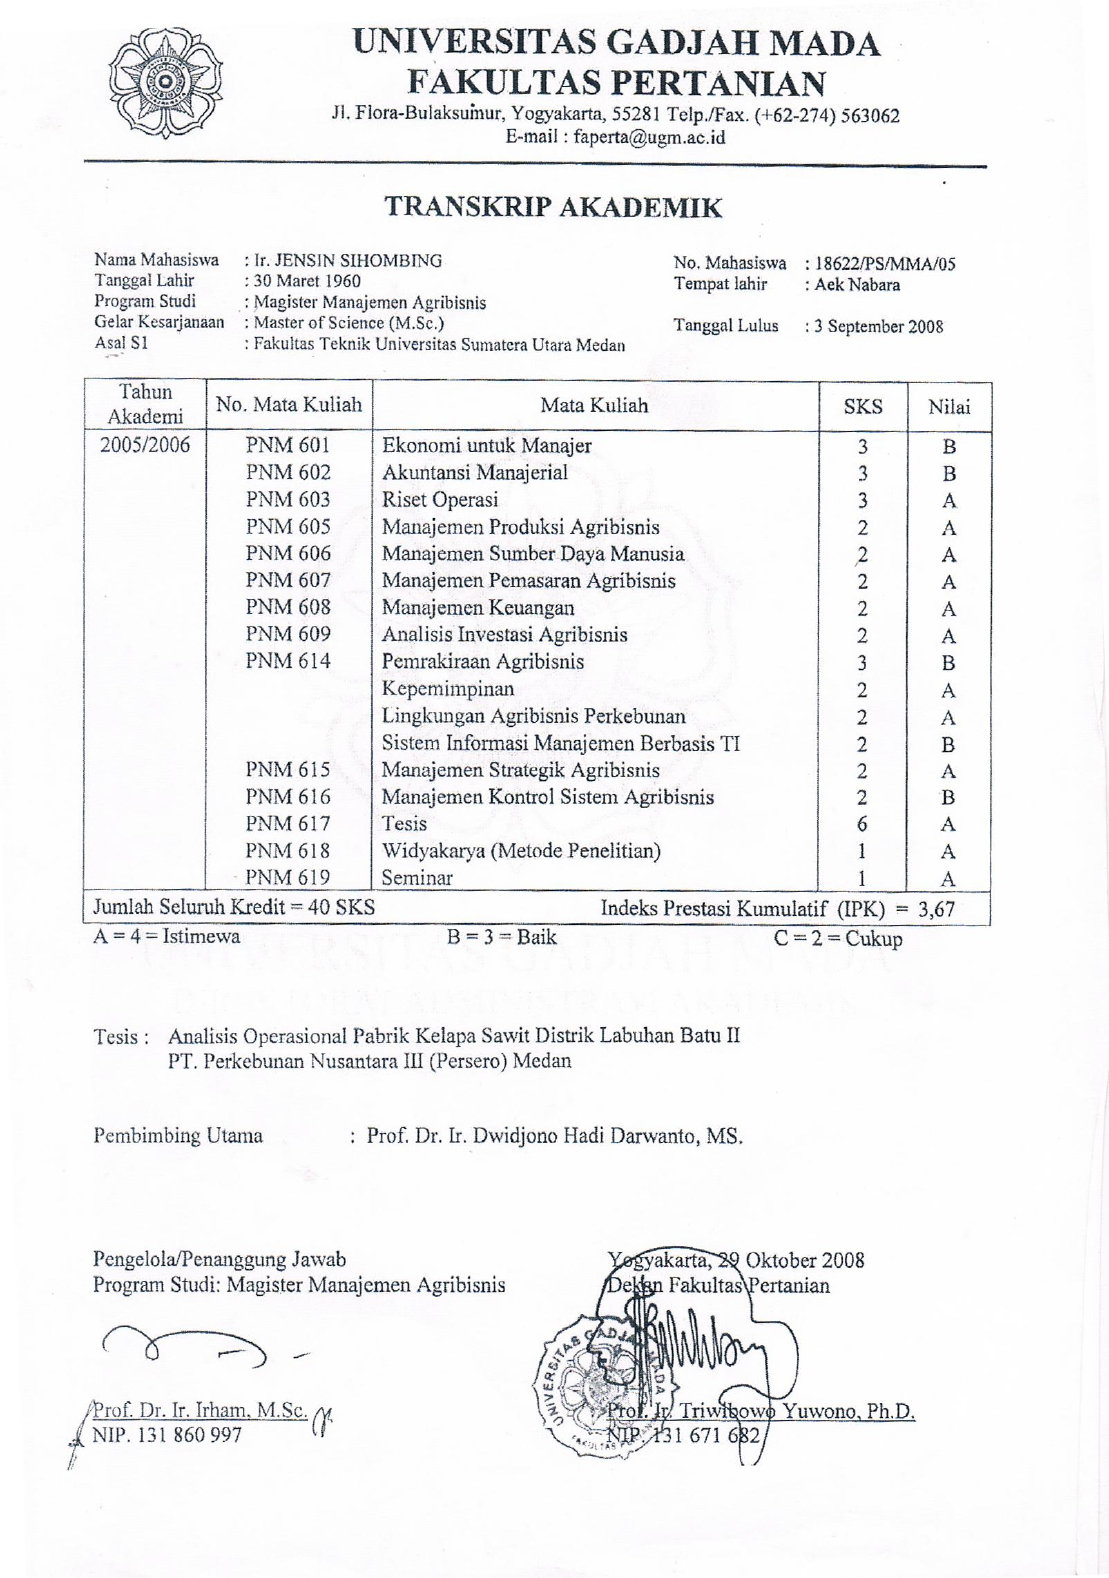 UNIVERSITAS GADJAH MADA
FAKULTAS PERTANIAN
Jl. Flora-Bulaksumur, Yogyakarta, 55281 Telp./Fax. (+62-274) 563062
E-mail : faperta@ugm.ac.id
TRANSKRIP AKADEMIK
Nama Mahasiswa : Ir. JENSIN SIHOMBING No. Mahasiswa : 18622/PS/MMA/05
Tanggal Lahir : 30 Maret 1960 Tempat lahir : Aek Nabara
Program Studi : Magister Manajemen Agribisnis
Gelar Kesarjanaan : Master of Science (M.Sc.) Tanggal Lulus : 3 September 2008
Asal S1 : Fakultas Teknik Universitas Sumatera Utara Medan
Tahun Akademi No. Mata Kuliah Mata Kuliah SKS Nilai
2005/2006 PNM 601 Ekonomi untuk Manajer 3 B
PNM 602 Akuntansi Manajerial 3 B
PNM 603 Riset Operasi 3 A
PNM 605 Manajemen Produksi Agribisnis 2 A
PNM 606 Manajemen Sumber Daya Manusia 2 A
PNM 607 Manajemen Pemasaran Agribisnis 2 A
PNM 608 Manajemen Keuangan 2 A
PNM 609 Analisis Investasi Agribisnis 2 A
PNM 614 Pemrakiraan Agribisnis 3 B
Kepemimpinan 2 A
Lingkungan Agribisnis Perkebunan 2 A
Sistem Informasi Manajemen Berbasis TI 2 B
PNM 615 Manajemen Strategik Agribisnis 2 A
PNM 616 Manajemen Kontrol Sistem Agribisnis 2 B
PNM 617 Tesis 6 A
PNM 618 Widyakarya (Metode Penelitian) 1 A
PNM 619 Seminar 1 A
Jumlah Seluruh Kredit = 40 SKS Indeks Prestasi Kumulatif (IPK) = 3,67
A = 4 = Istimewa B = 3 = Baik C = 2 = Cukup
Tesis : Analisis Operasional Pabrik Kelapa Sawit Distrik Labuhan Batu II
PT. Perkebunan Nusantara III (Persero) Medan
Pembimbing Utama : Prof. Dr. Ir. Dwidjono Hadi Darwanto, MS.
Pengelola/Penanggung Jawab
Program Studi: Magister Manajemen Agribisnis
Yogyakarta, 29 Oktober 2008
Dekan Fakultas Pertanian
UNIVERSITAS GADJAH MADA
Prof. Dr. Ir. Irham, M.Sc.
NIP. 131 860 997
Prof. Ir. Triwibowo Yuwono, Ph.D.
NIP. 131 671 682